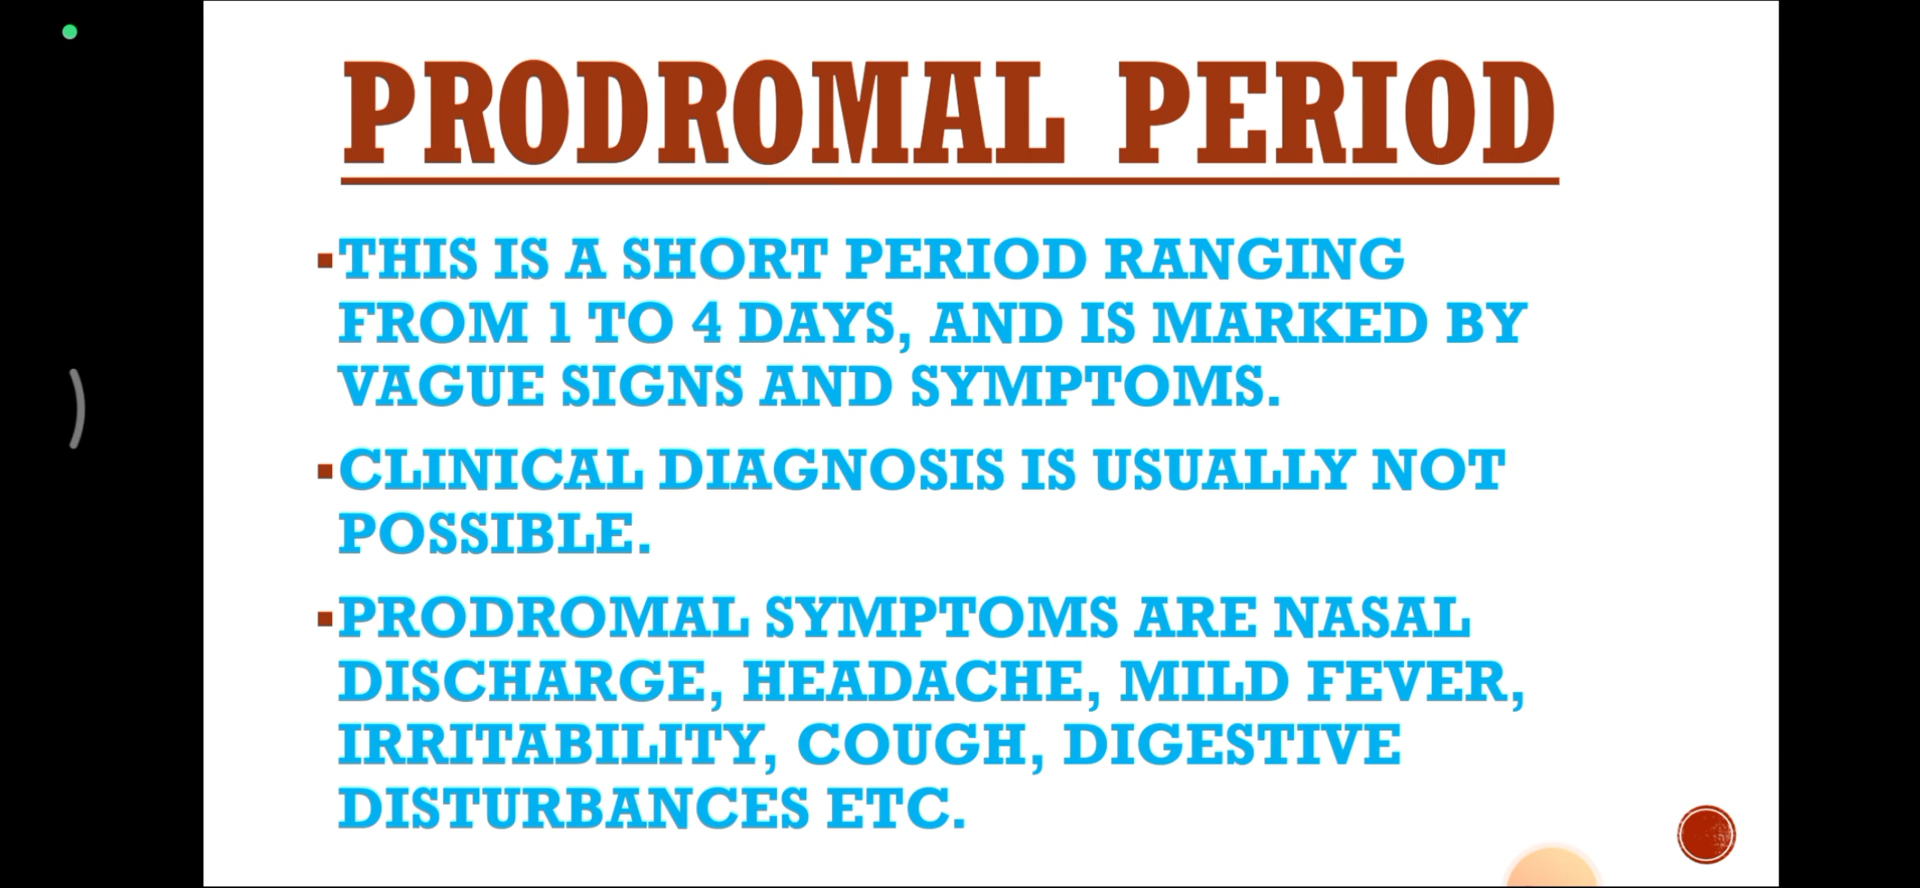 PRODROMAL PERIOD
▪THIS IS A SHORT PERIOD RANGING
FROM 1 TO 4 DAYS, AND IS MARKED BY
VAGUE SIGNS AND SYMPTOMS.
▪CLINICAL DIAGNOSIS IS USUALLY NOT
POSSIBLE.
▪PRODROMAL SYMPTOMS ARE NASAL
DISCHARGE, HEADACHE, MILD FEVER,
IRRITABILITY, COUGH, DIGESTIVE
DISTURBANCES ETC.